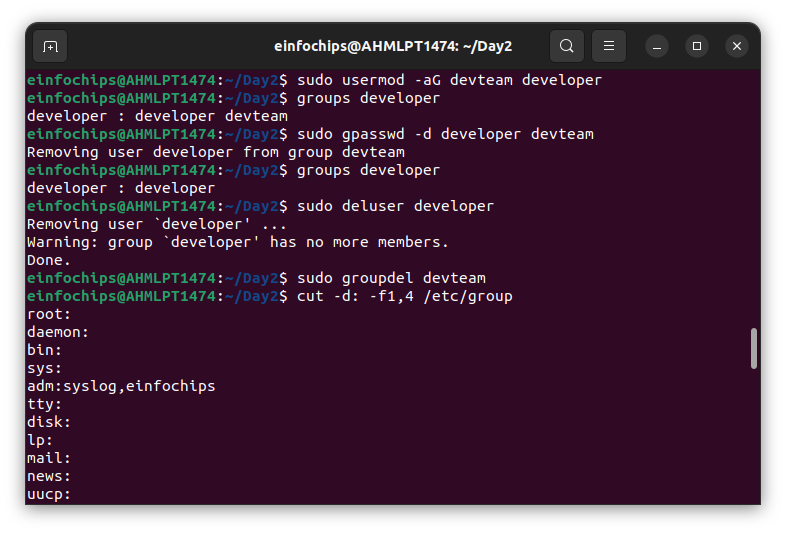 einfochips@AHMLPT1474: ~/Day2
einfochips@AHMLPT1474:~/Day2$ sudo usermod -aG devteam developer
einfochips@AHMLPT1474:~/Day2$ groups developer
developer : developer devteam
einfochips@AHMLPT1474:~/Day2$ sudo gpasswd -d developer devteam
Removing user developer from group devteam
einfochips@AHMLPT1474:~/Day2$ groups developer
developer : developer
einfochips@AHMLPT1474:~/Day2$ sudo deluser developer
Removing user `developer' ...
Warning: group `developer' has no more members.
Done.
einfochips@AHMLPT1474:~/Day2$ sudo groupdel devteam
einfochips@AHMLPT1474:~/Day2$ cut -d: -f1,4 /etc/group
root:
daemon:
bin:
sys:
adm:syslog,einfochips
tty:
disk:
lp:
mail:
news:
uucp: